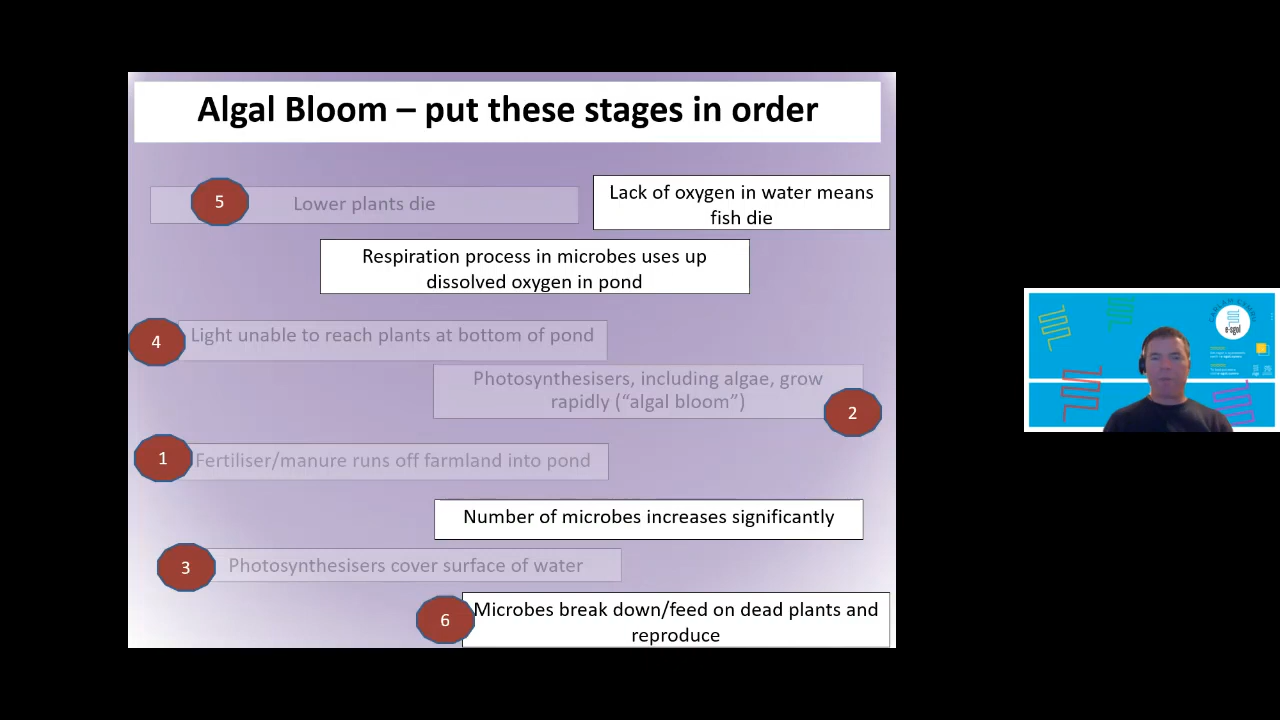 Algal Bloom – put these stages in order
5
Lower plants die
Lack of oxygen in water means
fish die
Respiration process in microbes uses up
dissolved oxygen in pond
4
Light unable to reach plants at bottom of pond
Photosynthesisers, including algae, grow
rapidly (“algal bloom”)
2
1
Fertiliser/manure runs off farmland into pond
Number of microbes increases significantly
3
Photosynthesisers cover surface of water
6
Microbes break down/feed on dead plants and
reproduce
e-sgol